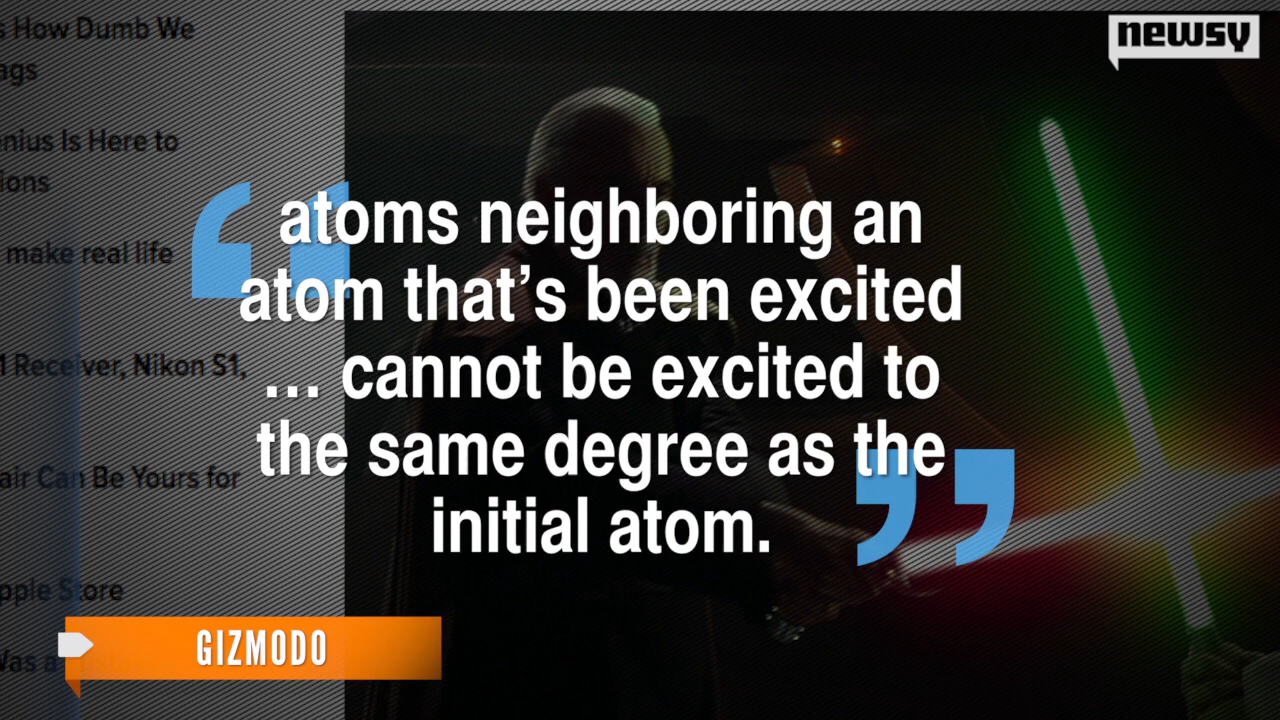 s How Dumb We
ags
enius Is Here to
ions
make real life
1 Receiver, Nikon S1,
air Can Be Yours for
pple Store
Was a
newsy
“atoms neighboring an
atom that’s been excited
… cannot be excited to
the same degree as the
initial atom.”
GIZMODO